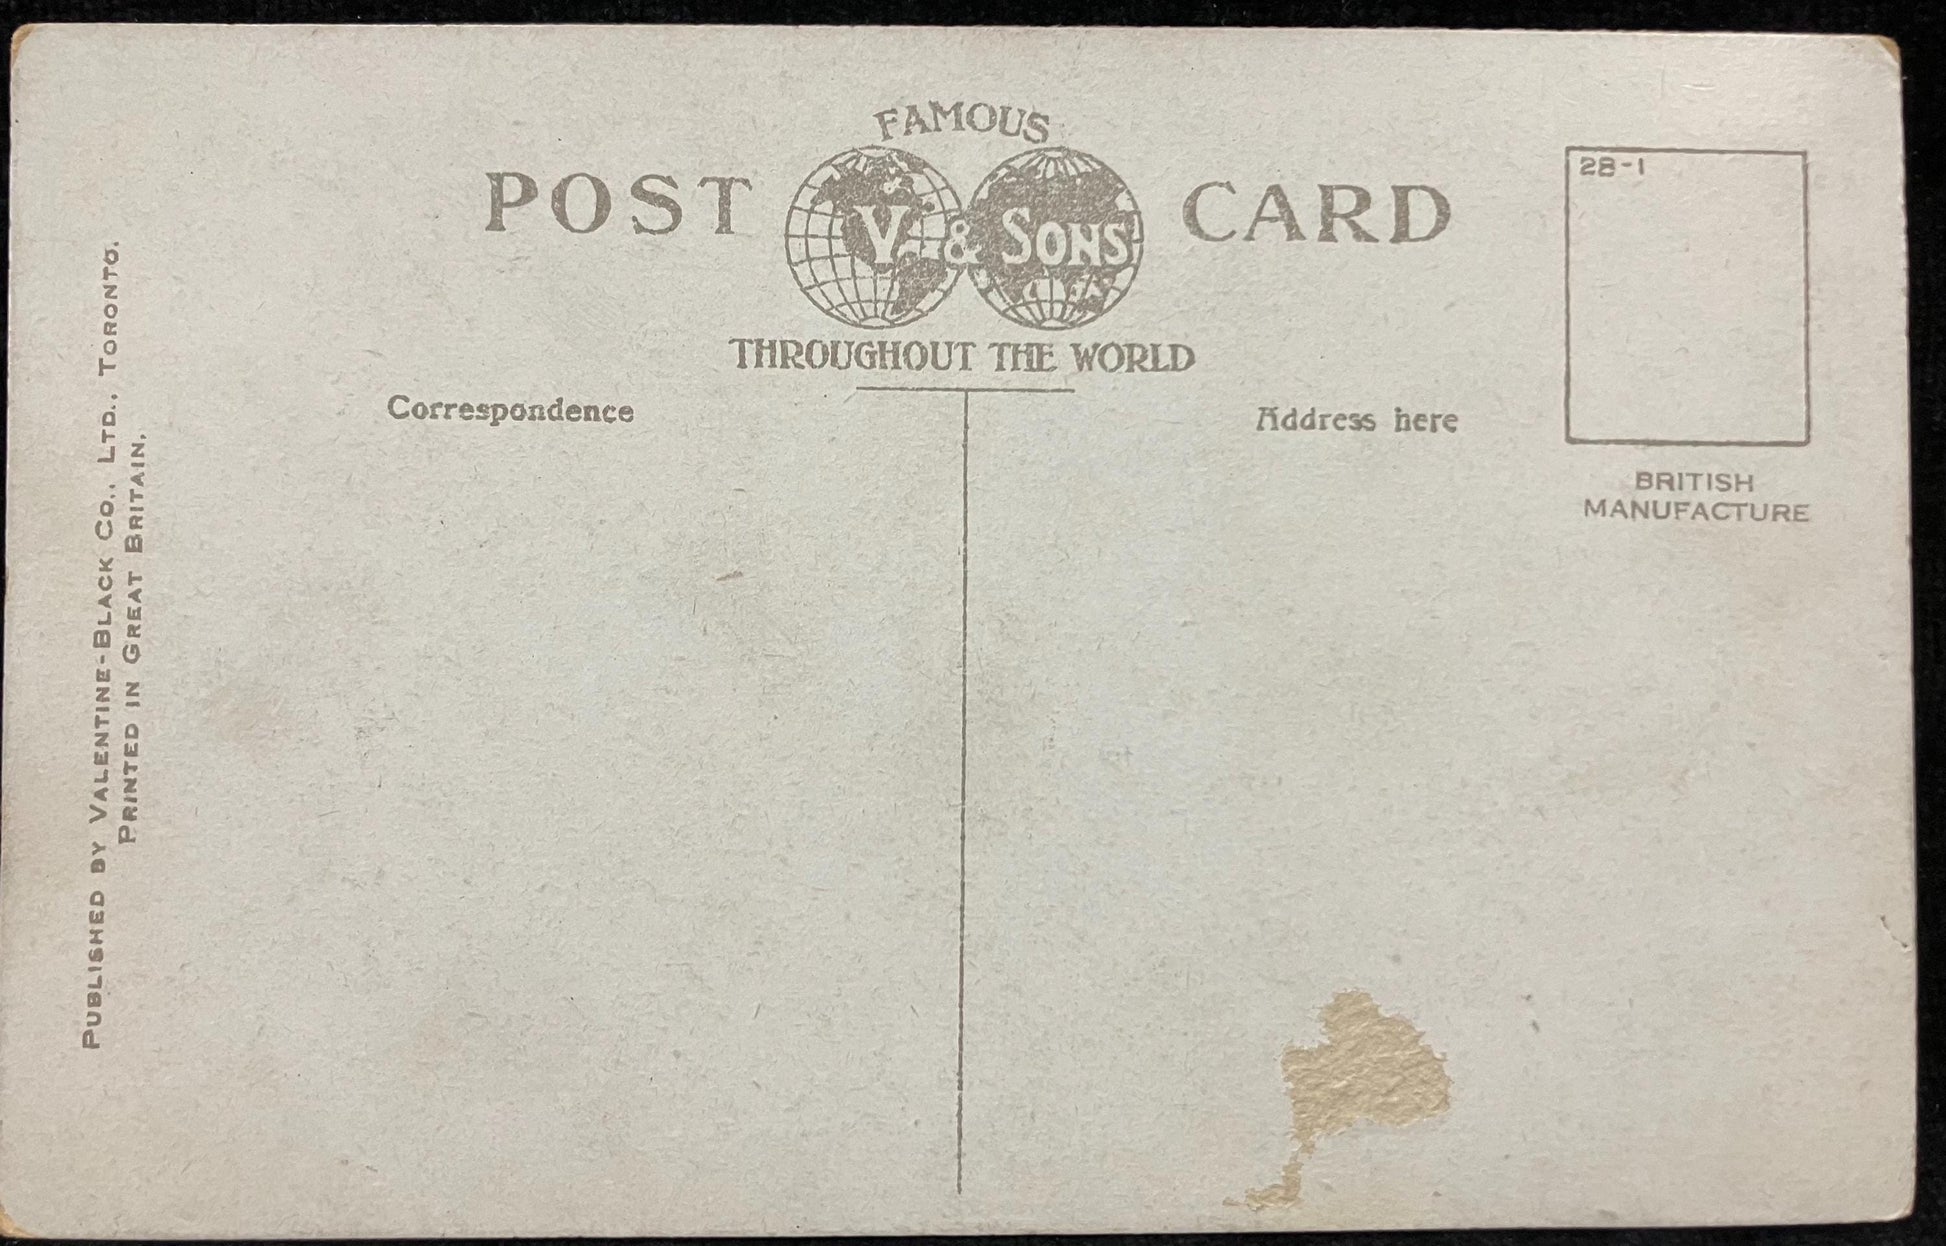 FAMOUS
POST V. & SONS CARD
THROUGHOUT THE WORLD
Correspondence
Address here
28-1
BRITISH
MANUFACTURE
PUBLISHED BY VALENTINE-BLACK CO., LTD., TORONTO.
PRINTED IN GREAT BRITAIN.